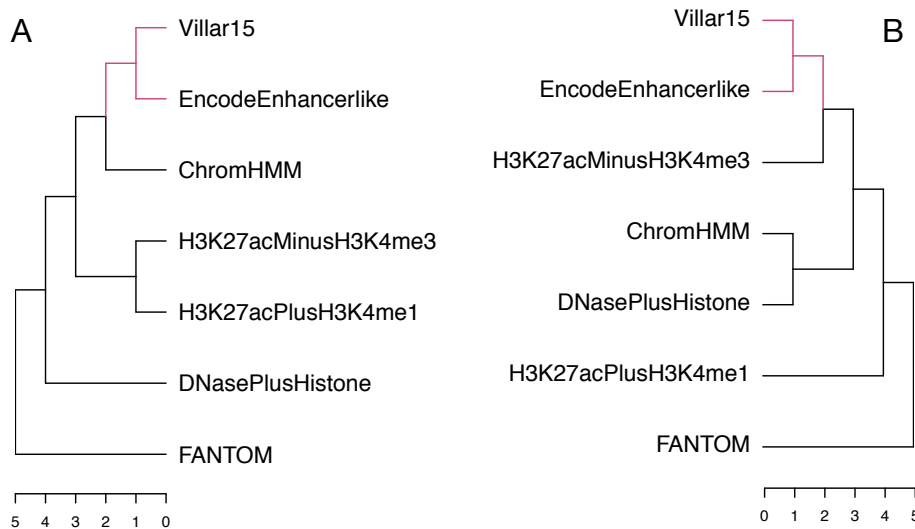 A
Villar15
EncodeEnhancerlike
ChromHMM
H3K27acMinusH3K4me3
H3K27acPlusH3K4me1
DNasePlusHistone
FANTOM
5 4 3 2 1 0
B
Villar15
EncodeEnhancerlike
H3K27acMinusH3K4me3
ChromHMM
DNasePlusHistone
H3K27acPlusH3K4me1
FANTOM
0 1 2 3 4 5